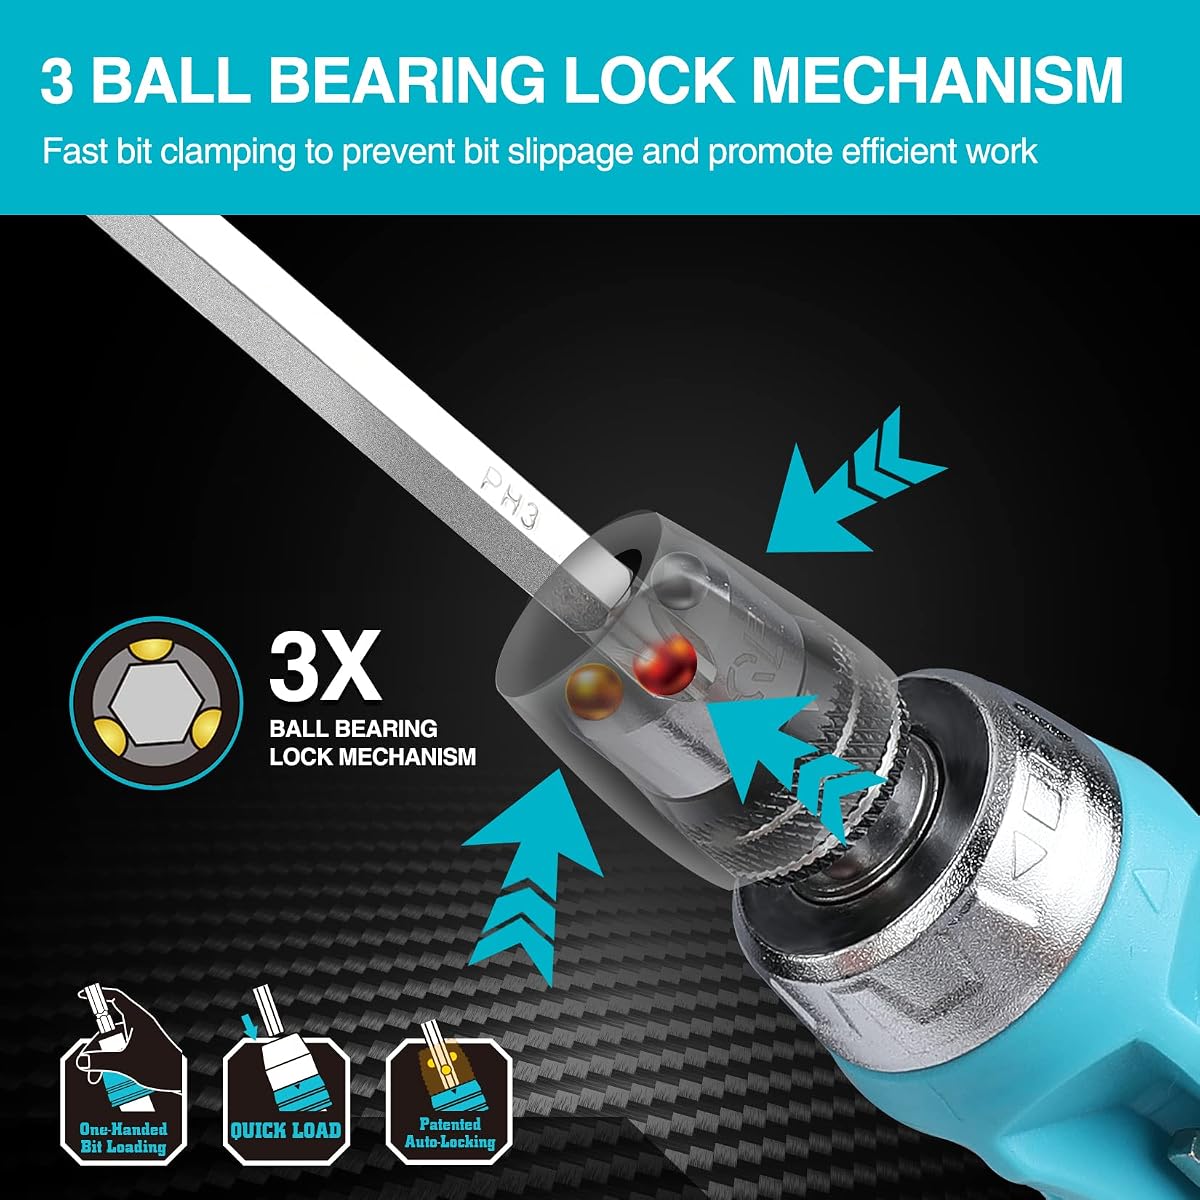 3 BALL BEARING LOCK MECHANISM
Fast bit clamping to prevent bit slippage and promote efficient work
PH3
3X
BALL BEARING
LOCK MECHANISM
One-Handed
Bit Loading
QUICK LOAD
Patented
Auto-Locking